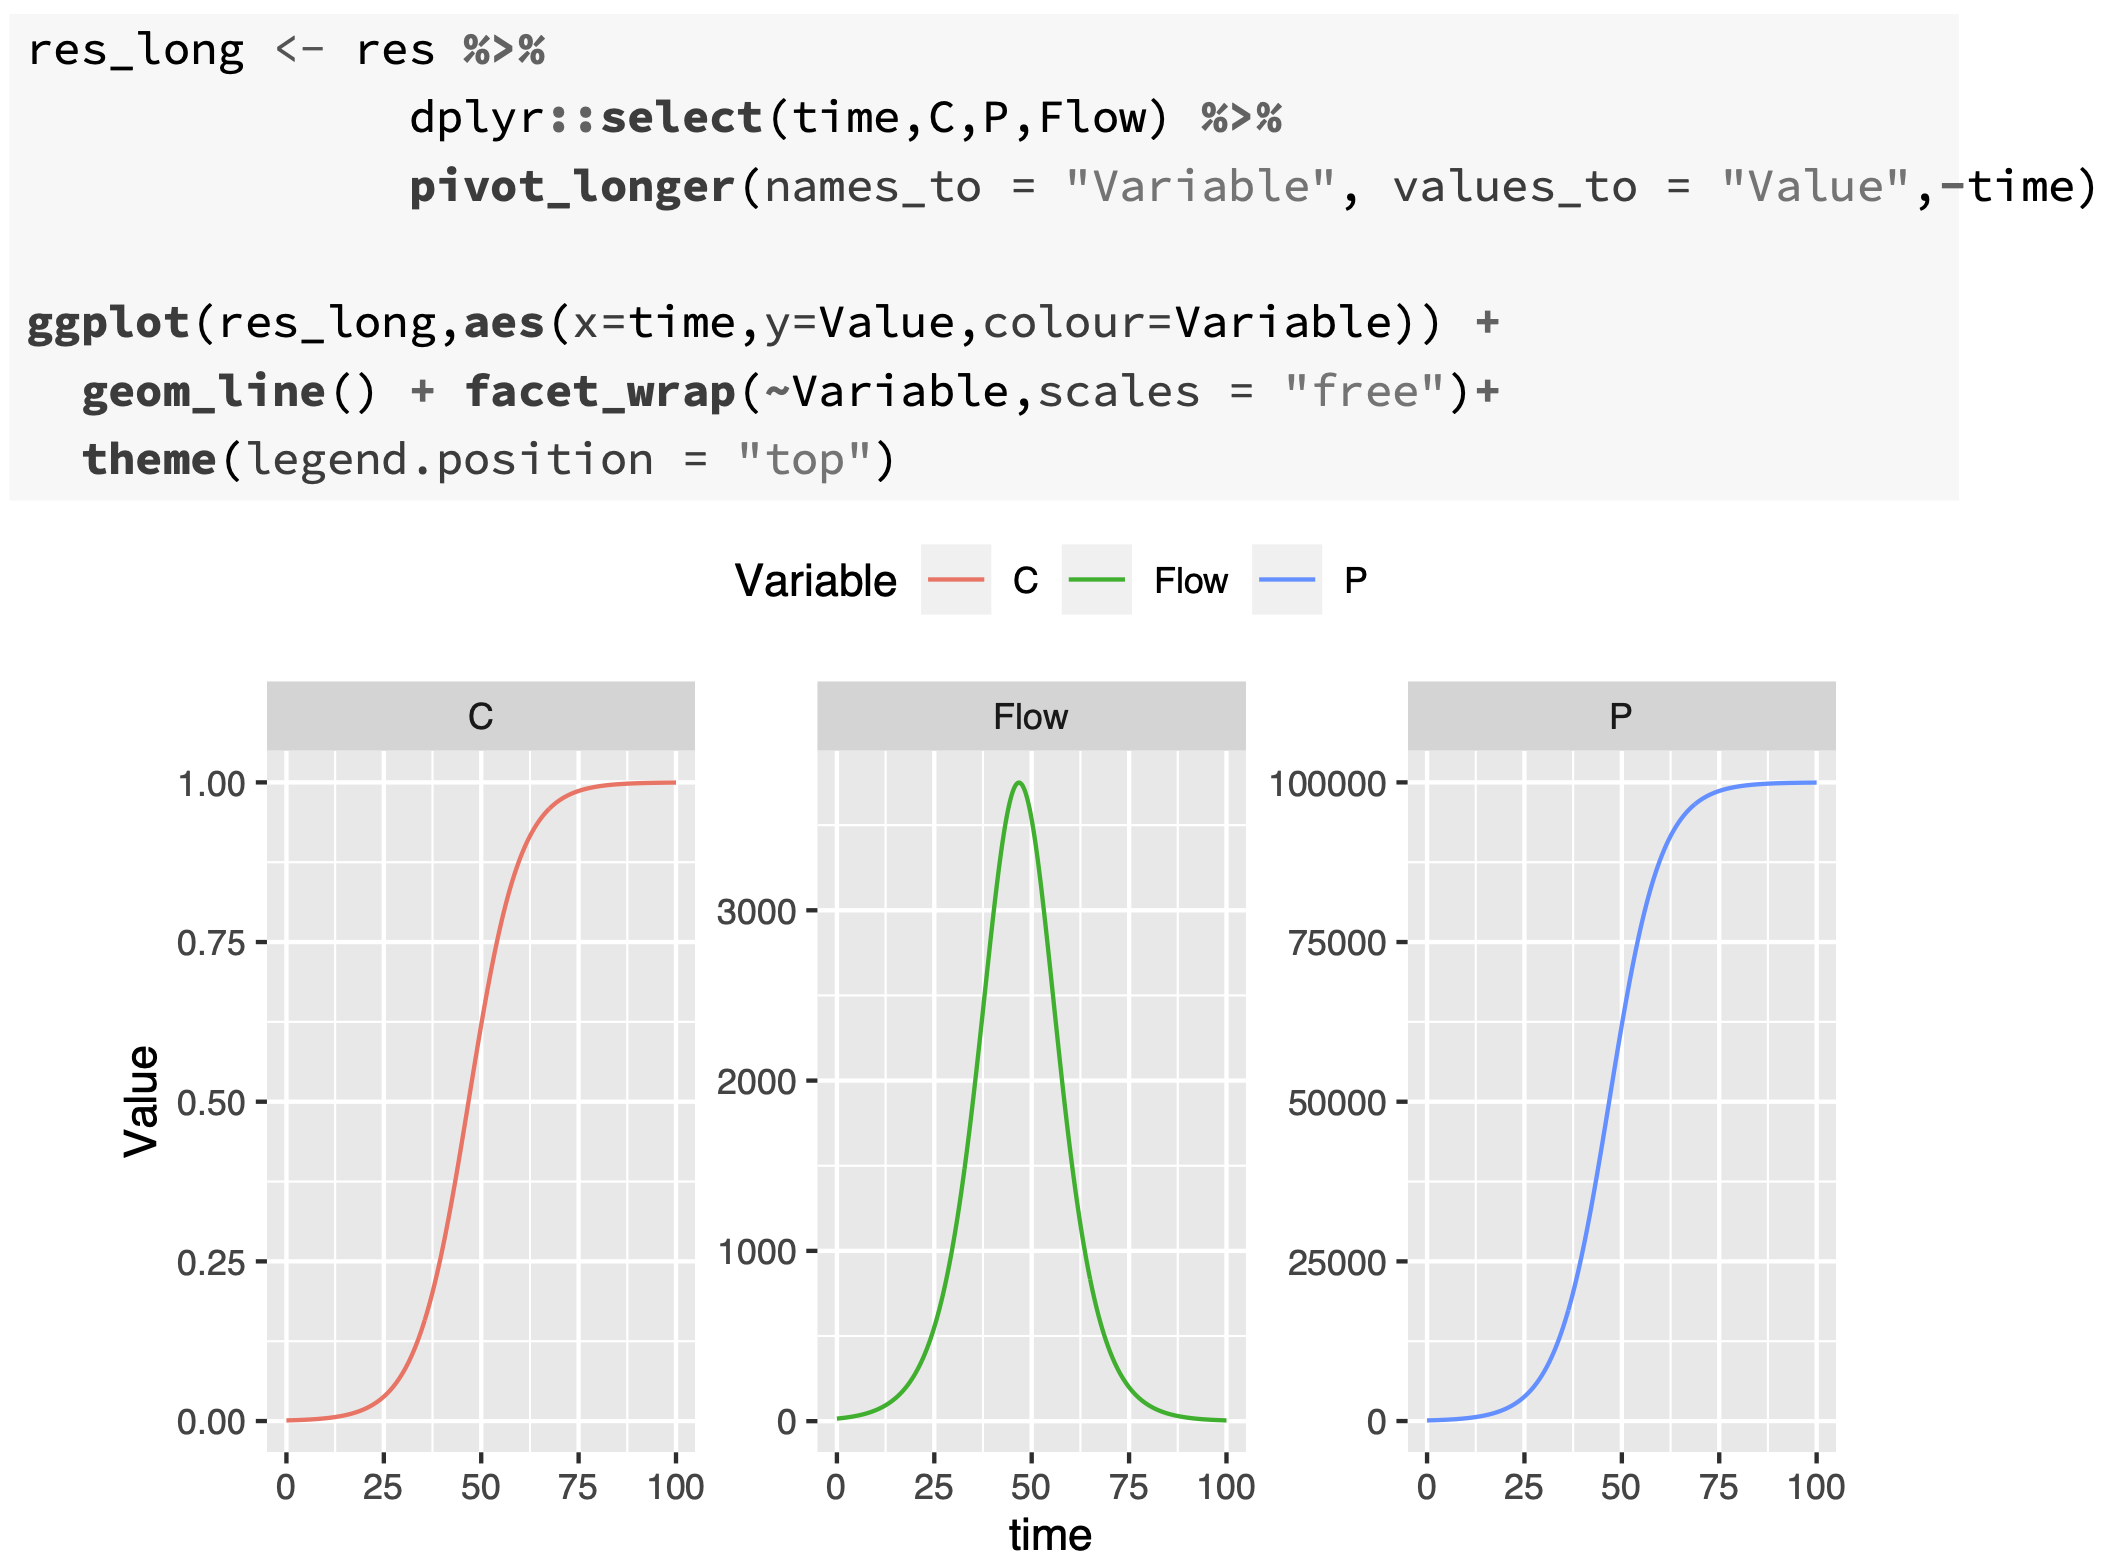 res_long <- res %>%
dplyr::select(time,C,P,Flow) %>%
pivot_longer(names_to = "Variable", values_to = "Value",-time)
ggplot(res_long,aes(x=time,y=Value,colour=Variable)) +
geom_line() + facet_wrap(~Variable,scales = "free")+
theme(legend.position = "top")
Variable C Flow P
C Flow P
1.00
0.75
0.50
0.25
0.00
3000
2000
1000
0
100000
75000
50000
25000
0
Value
0 25 50 75 100 0 25 50 75 100 0 25 50 75 100
time